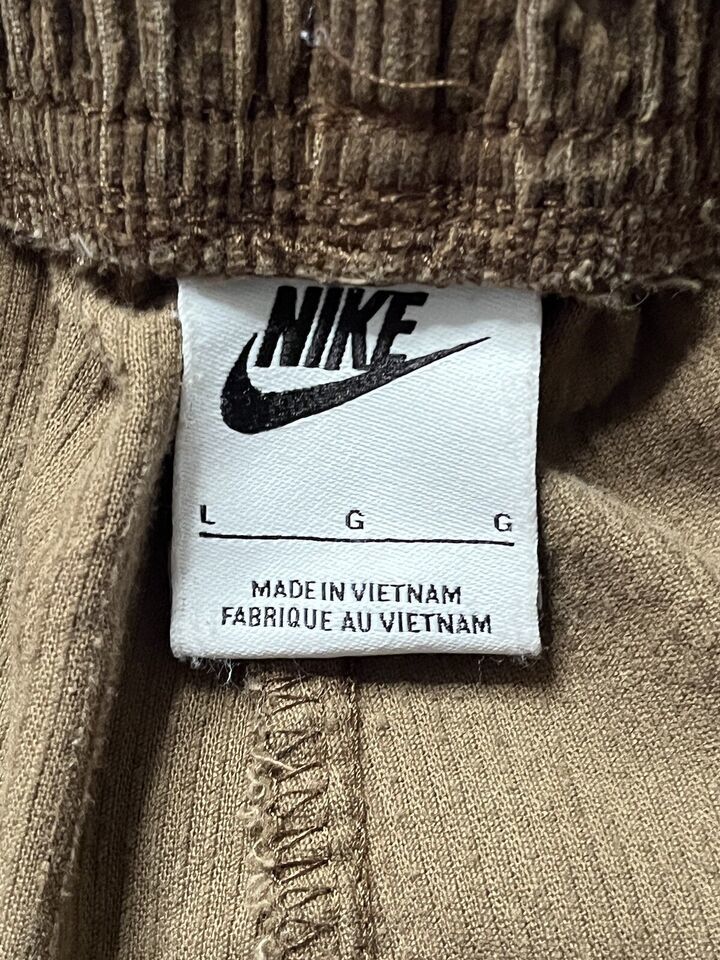 NIKE
L G G
MADE IN VIETNAM
FABRIQUE AU VIETNAM